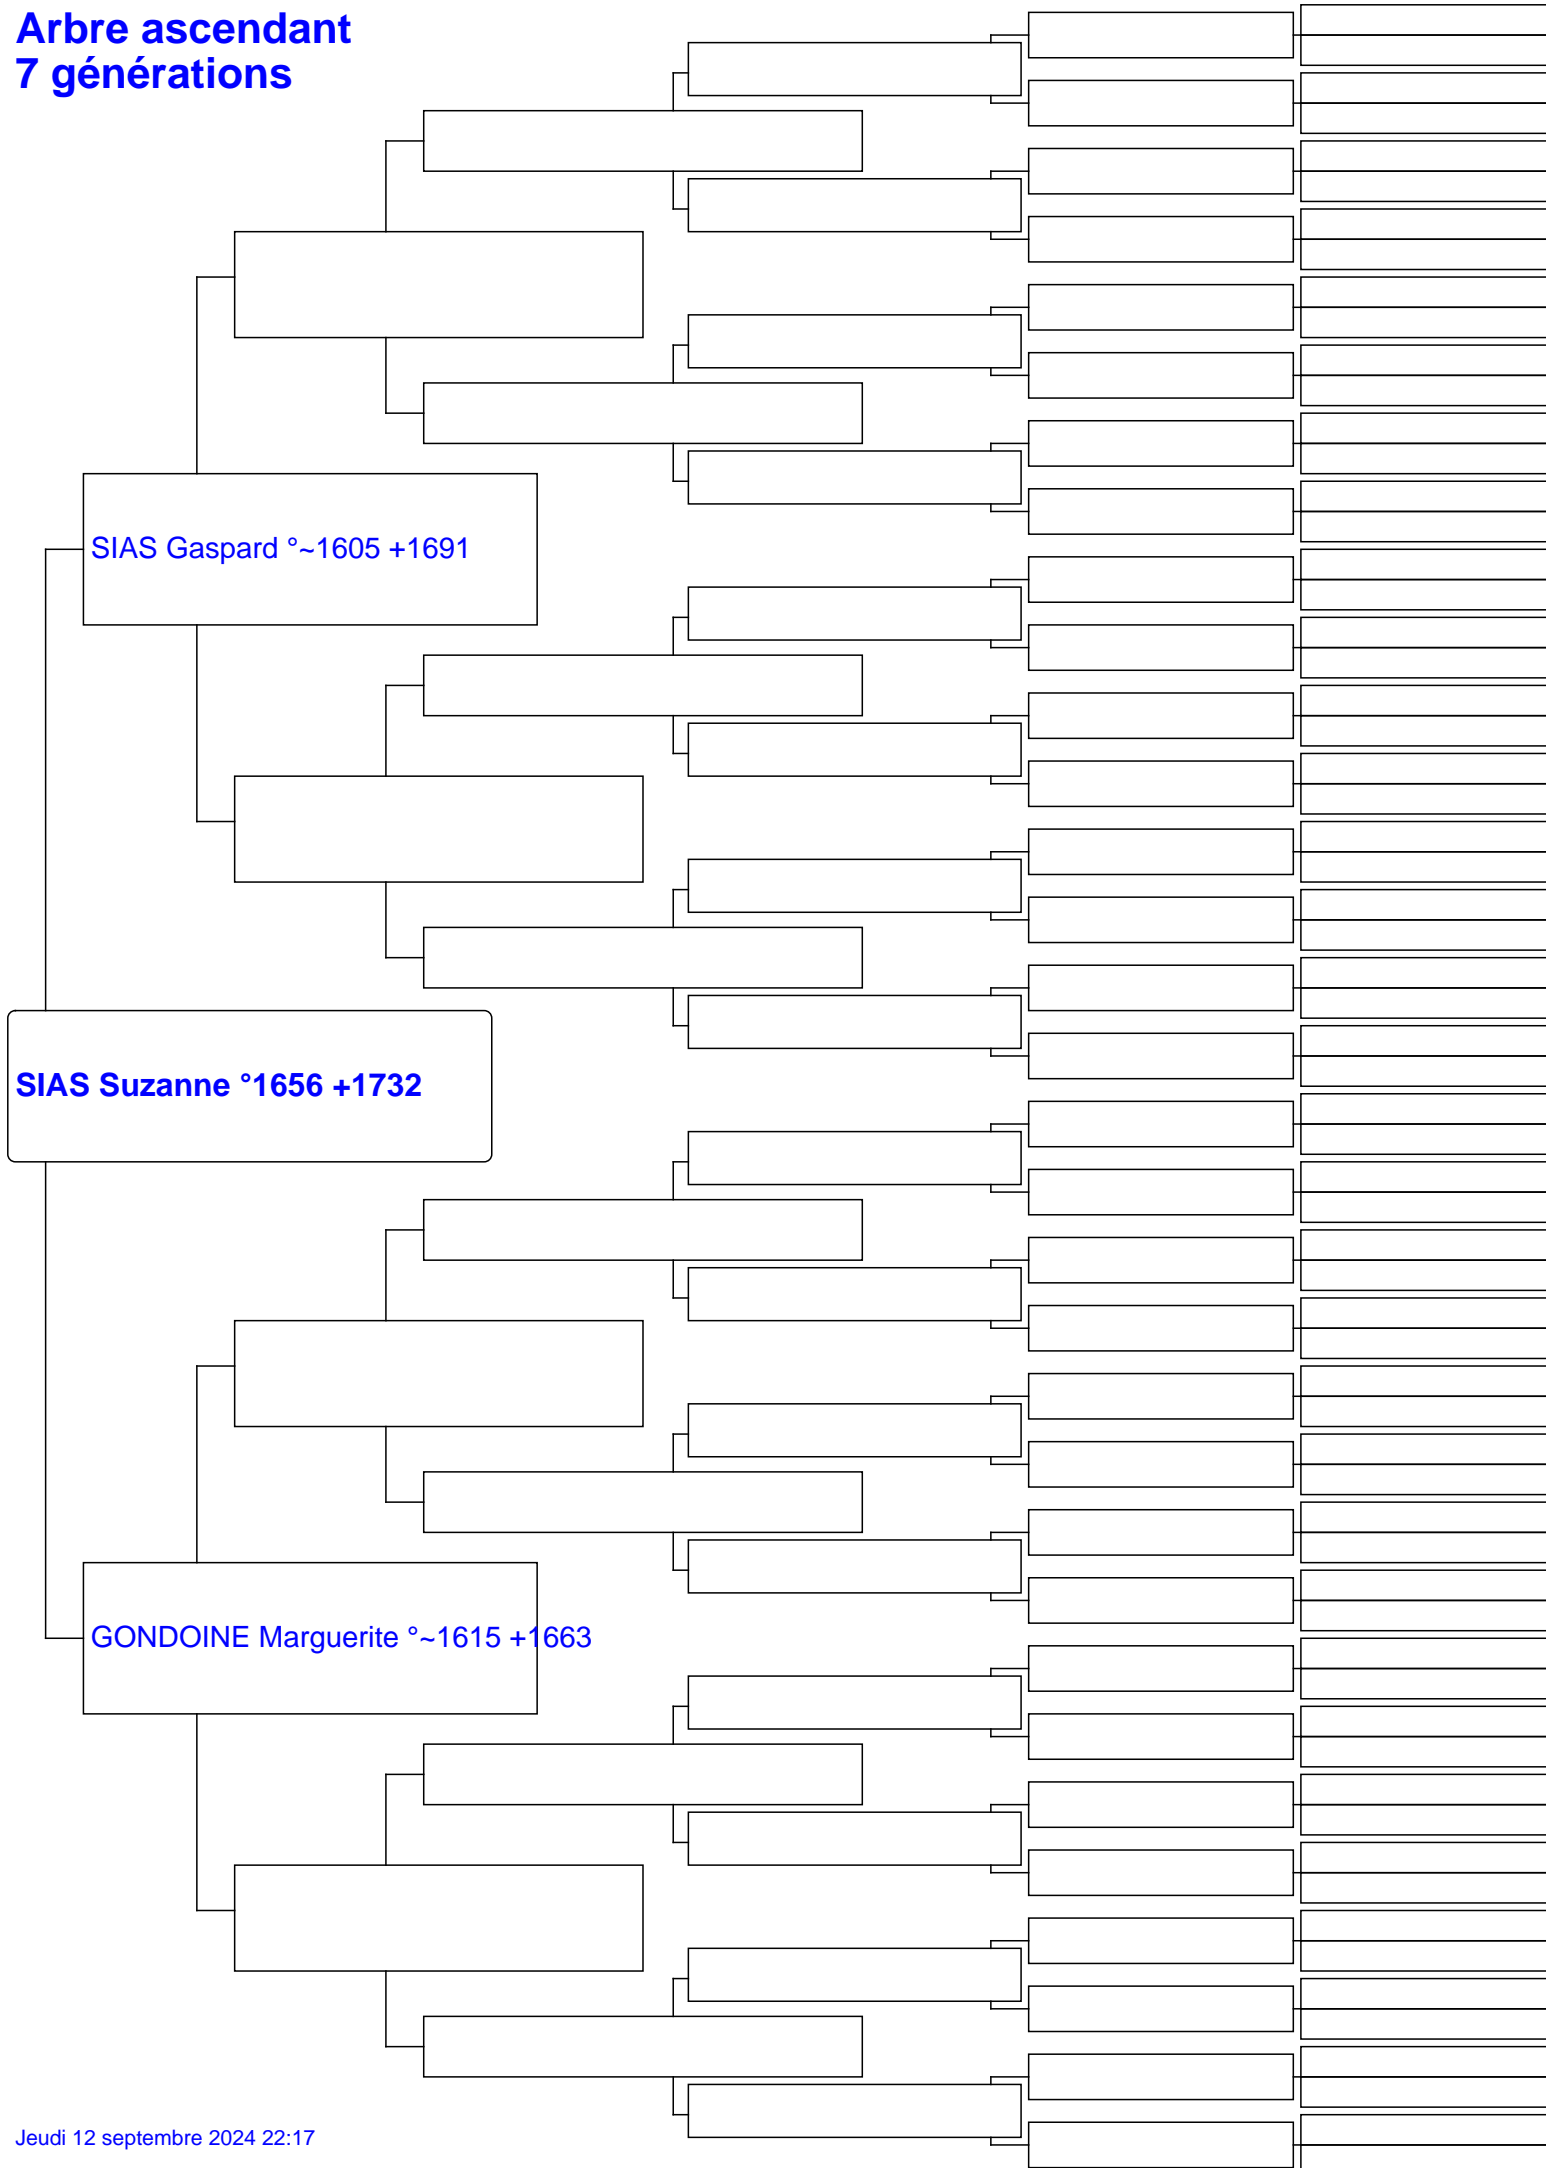 Arbre ascendant
7 générations
SIAS Gaspard °~1605 +1691
SIAS Suzanne °1656 +1732
GONDOINE Marguerite °~1615 +1663
Jeudi 12 septembre 2024 22:17